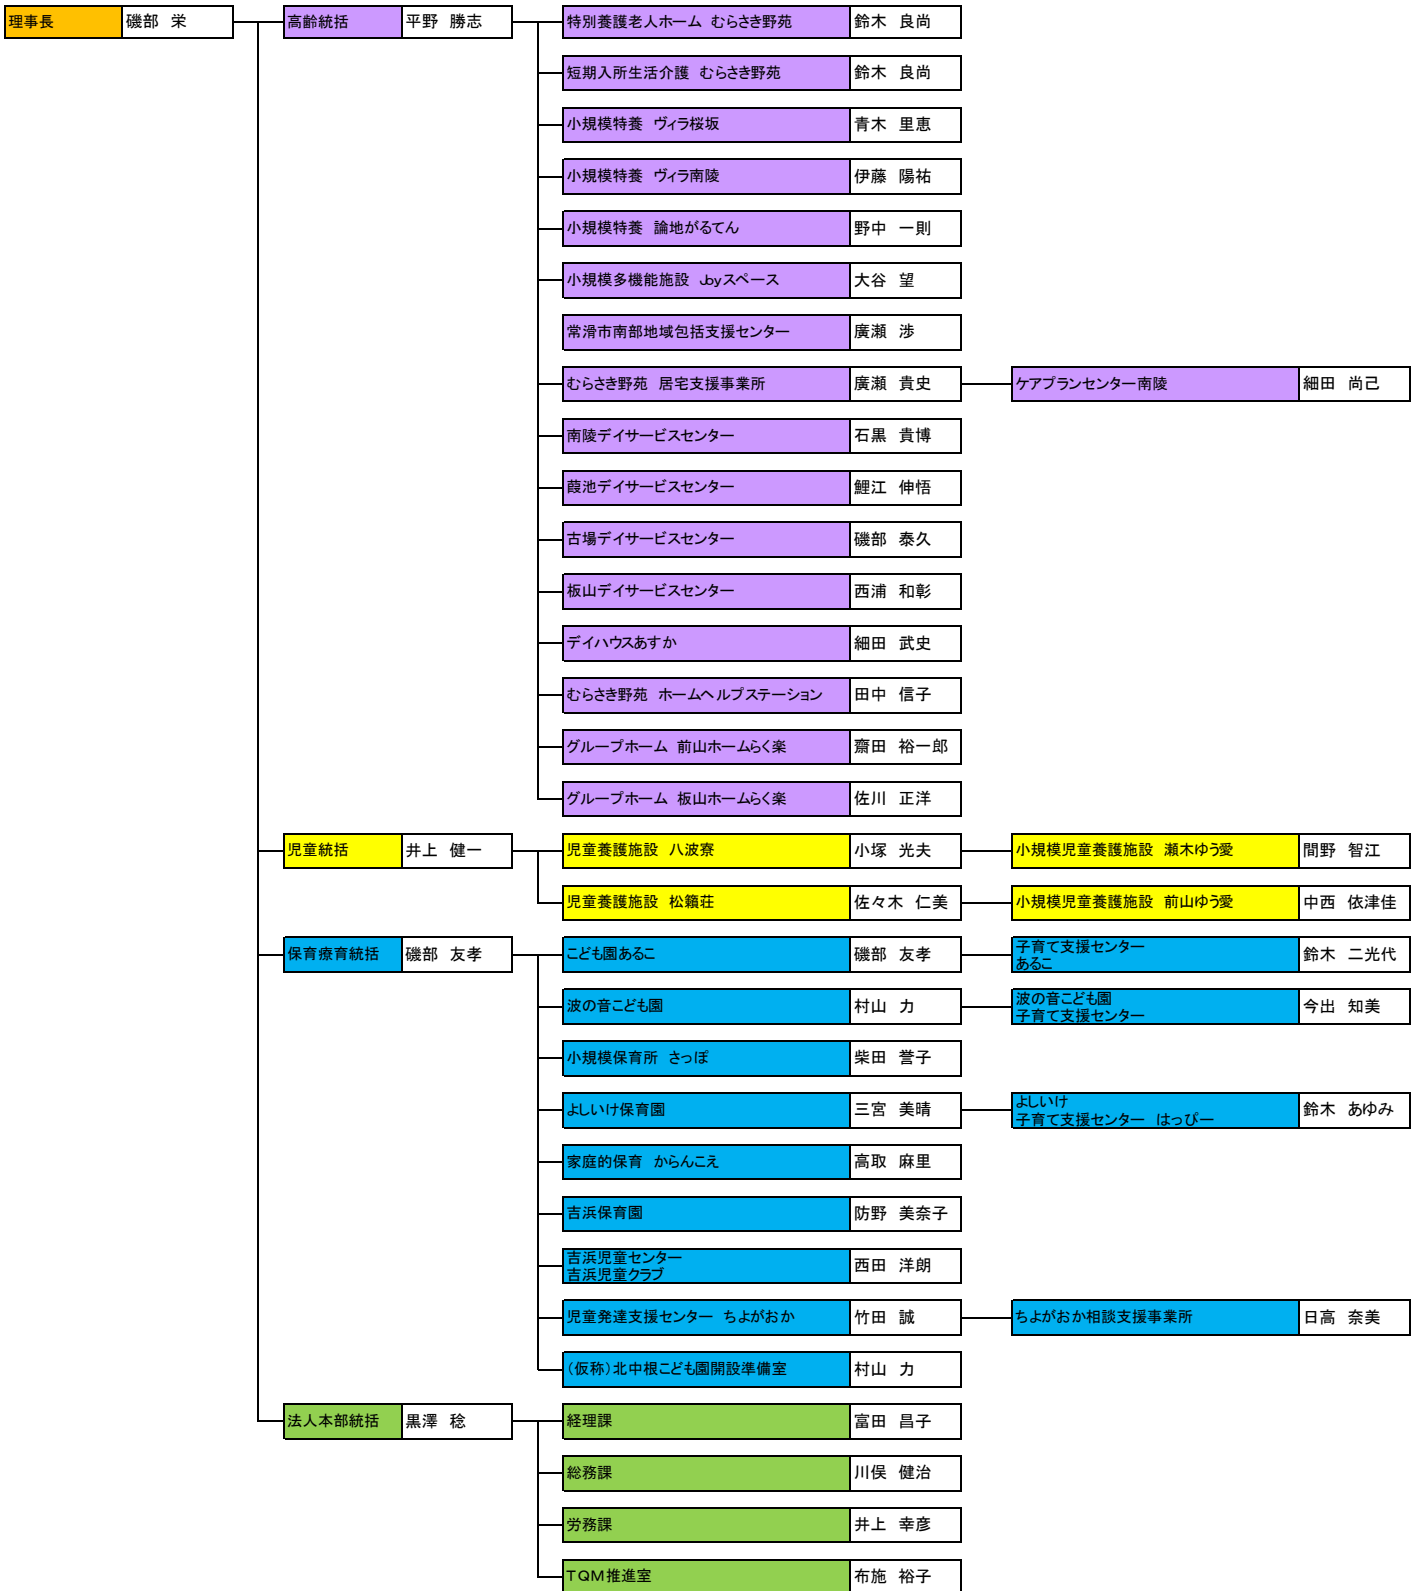 理事長 磯部 栄 高齢統括 平野 勝志 特別養護老人ホーム むらさき野苑 鈴木 良尚
短期入所生活介護 むらさき野苑 鈴木 良尚
小規模特養 ヴィラ桜坂 青木 里恵
小規模特養 ヴィラ南陵 伊藤 陽祐
小規模特養 論地がるてん 野中 一則
小規模多機能施設 Joyスペース 大谷 望
常滑市南部地域包括支援センター 廣瀬 渉
むらさき野苑 居宅支援事業所 廣瀬 貴史 ケアプランセンター南陵 細田 尚己
南陵デイサービスセンター 石黒 貴博
葭池デイサービスセンター 鯉江 伸悟
古場デイサービスセンター 磯部 泰久
板山デイサービスセンター 西浦 和彰
デイハウスあすか 細田 武史
むらさき野苑 ホームヘルプステーション 田中 信子
グループホーム 前山ホームらく楽 齋田 裕一郎
グループホーム 板山ホームらく楽 佐川 正洋
児童統括 井上 健一 児童養護施設 八波寮 小塚 光夫 小規模児童養護施設 瀬木ゆう愛 間野 智江
児童養護施設 松籟荘 佐々木 仁美 小規模児童養護施設 前山ゆう愛 中西 依津佳
保育療育統括 磯部 友孝 こども園あるこ 磯部 友孝 子育て支援センター
あるこ 鈴木 二光代
波の音こども園 村山 力 波の音こども園
子育て支援センター 今出 知美
小規模保育所 さっぽ 柴田 誉子
よしいけ保育園 三宮 美晴 よしいけ
子育て支援センター はっぴー 鈴木 あゆみ
家庭的保育 からんこえ 高取 麻里
吉浜保育園 防野 美奈子
吉浜児童センター
吉浜児童クラブ 西田 洋朗
児童発達支援センター ちよがおか 竹田 誠 ちよがおか相談支援事業所 日高 奈美
(仮称)北中根こども園開設準備室 村山 力
法人本部統括 黒澤 稔 経理課 富田 昌子
総務課 川俣 健治
労務課 井上 幸彦
TQM推進室 布施 裕子